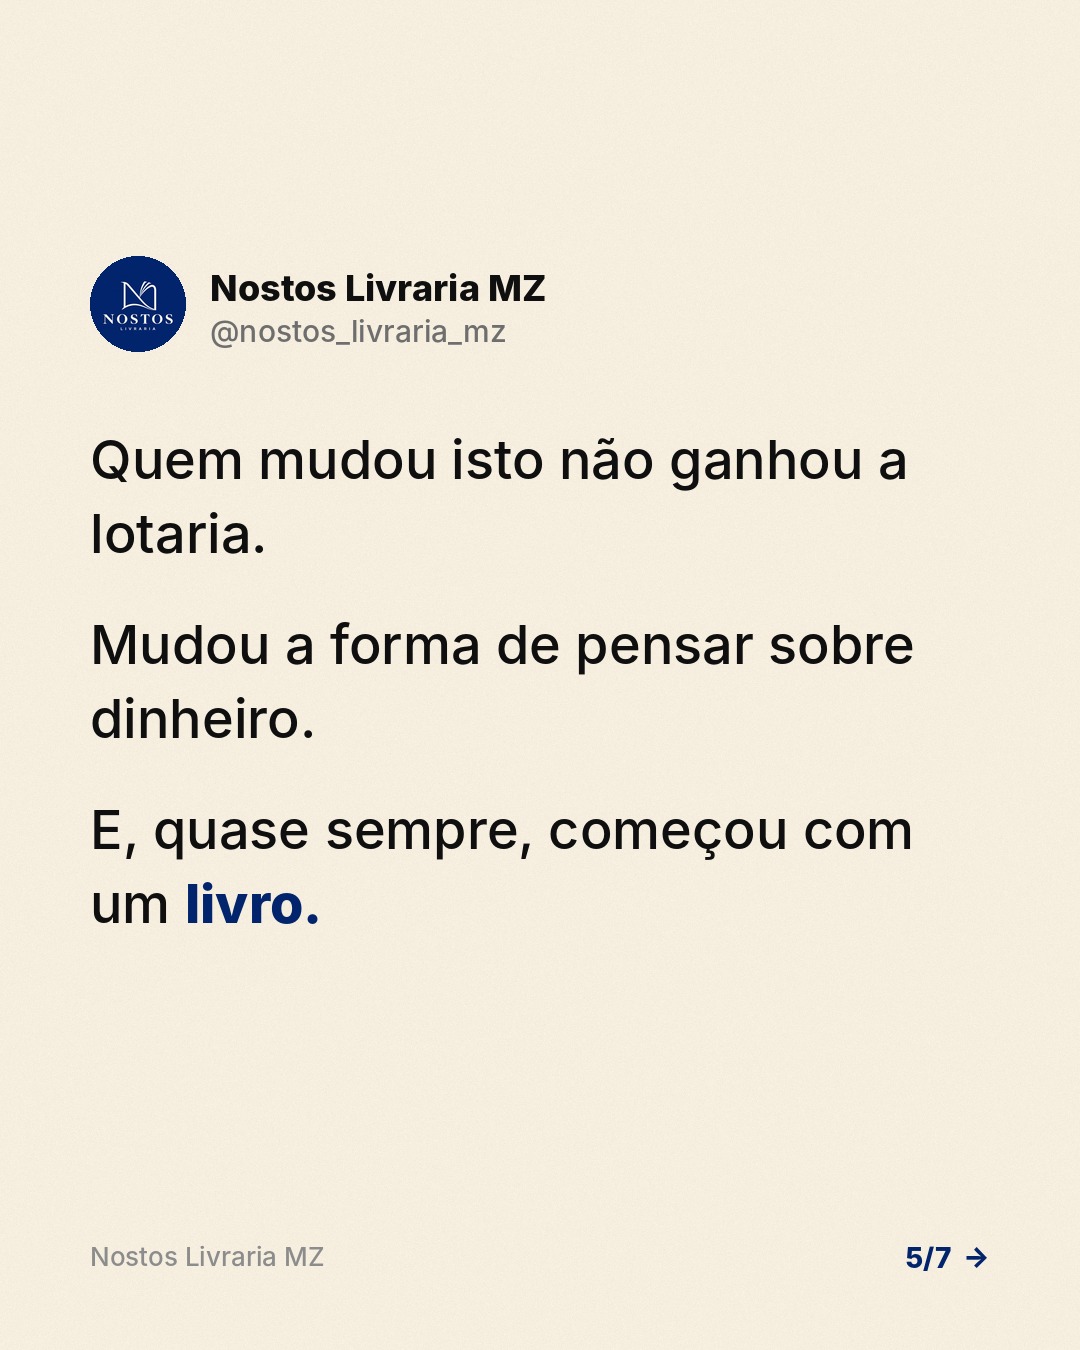 NOSTOS
LIVRARIA
Nostos Livraria MZ
@nostos_livraria_mz
Quem mudou isto não ganhou a
lotaria.
Mudou a forma de pensar sobre
dinheiro.
E, quase sempre, começou com
um livro.
Nostos Livraria MZ
5/7 →